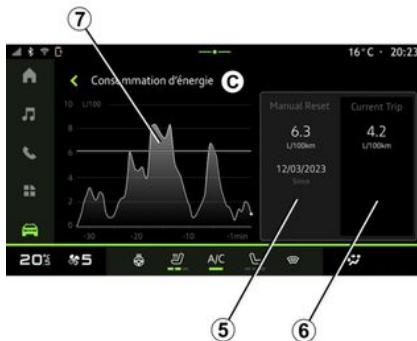 7
16°C · 20:23
Consommation d'énergie
C
10 L/100
8
6
4
2
0
-30 -20 -10 -1min
Manual Reset
6.3
L/100km
12/03/2023
Since
Current Trip
4.2
L/100km
20 5 A/C
5 6